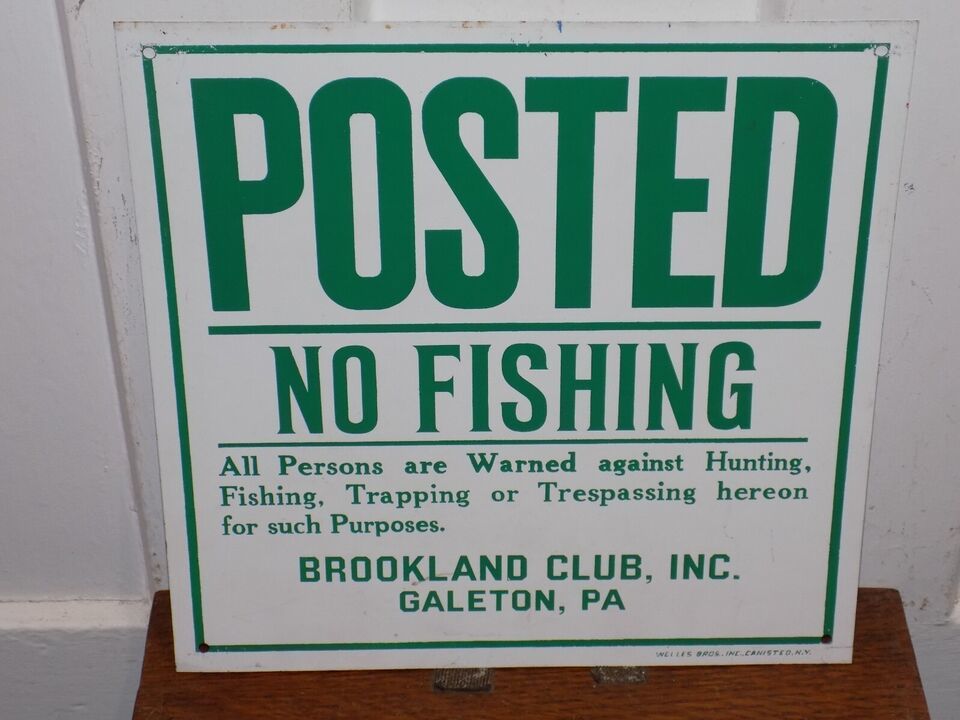 POSTED
NO FISHING
All Persons are Warned against Hunting,
Fishing, Trapping or Trespassing hereon
for such Purposes.
BROOKLAND CLUB, INC.
GALETON, PA
WELLES BROS., INC., CANISTEO, N.Y.